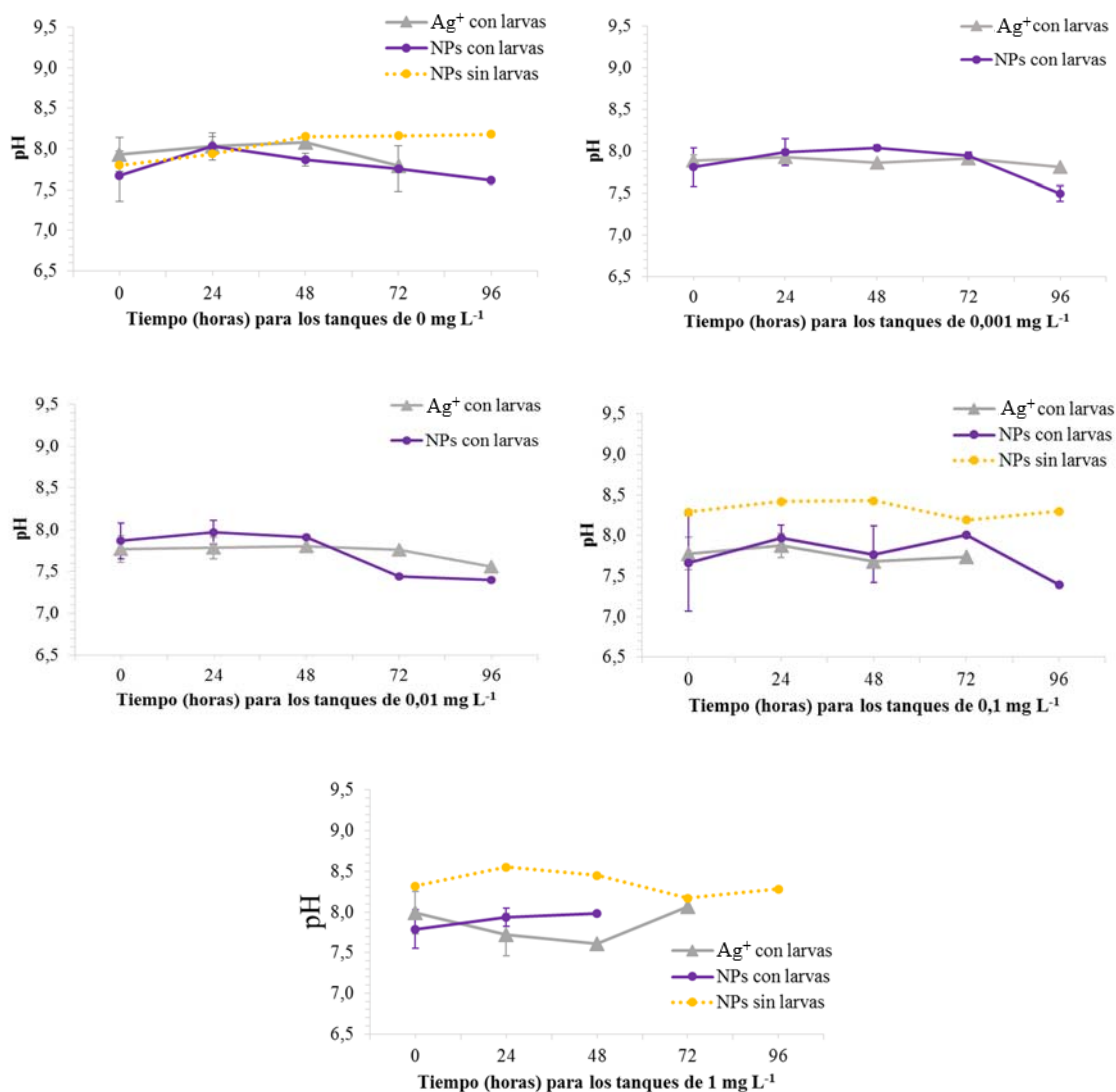 9,5
9,0
8,5
8,0
7,5
7,0
6,5
pH
Ag⁺ con larvas
NPs con larvas
NPs sin larvas
0 24 48 72 96
Tiempo (horas) para los tanques de 0 mg L⁻¹
9,5
9,0
8,5
8,0
7,5
7,0
6,5
pH
Ag⁺ con larvas
NPs con larvas
0 24 48 72 96
Tiempo (horas) para los tanques de 0,001 mg L⁻¹
9,5
9,0
8,5
8,0
7,5
7,0
6,5
pH
Ag⁺ con larvas
NPs con larvas
0 24 48 72 96
Tiempo (horas) para los tanques de 0,01 mg L⁻¹
9,5
9,0
8,5
8,0
7,5
7,0
6,5
pH
Ag⁺ con larvas
NPs con larvas
NPs sin larvas
0 24 48 72 96
Tiempo (horas) para los tanques de 0,1 mg L⁻¹
9,5
9,0
8,5
8,0
7,5
7,0
6,5
pH
Ag⁺ con larvas
NPs con larvas
NPs sin larvas
0 24 48 72 96
Tiempo (horas) para los tanques de 1 mg L⁻¹